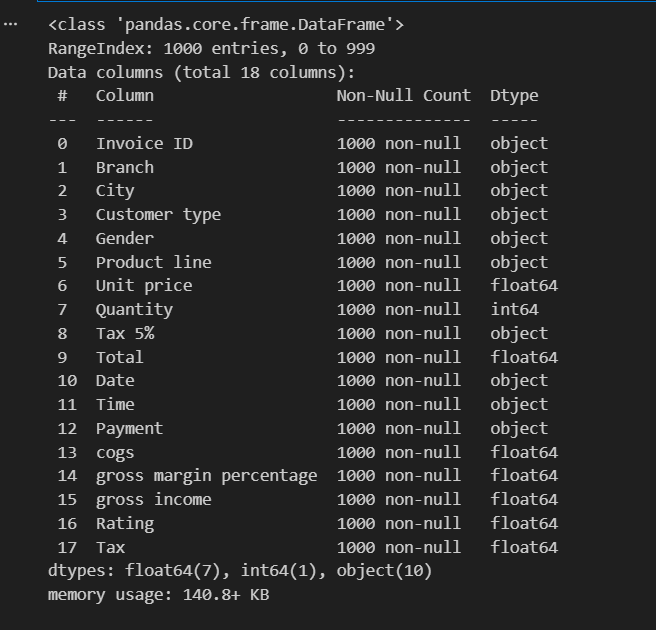 ...
<class 'pandas.core.frame.DataFrame'>
RangeIndex: 1000 entries, 0 to 999
Data columns (total 18 columns):
 #   Column                   Non-Null Count  Dtype
---  ------                   --------------  -----
 0   Invoice ID               1000 non-null   object
 1   Branch                   1000 non-null   object
 2   City                     1000 non-null   object
 3   Customer type            1000 non-null   object
 4   Gender                   1000 non-null   object
 5   Product line             1000 non-null   object
 6   Unit price               1000 non-null   float64
 7   Quantity                 1000 non-null   int64
 8   Tax 5%                   1000 non-null   object
 9   Total                    1000 non-null   float64
 10  Date                     1000 non-null   object
 11  Time                     1000 non-null   object
 12  Payment                  1000 non-null   object
 13  cogs                     1000 non-null   float64
 14  gross margin percentage  1000 non-null   float64
 15  gross income             1000 non-null   float64
 16  Rating                   1000 non-null   float64
 17  Tax                      1000 non-null   float64
dtypes: float64(7), int64(1), object(10)
memory usage: 140.8+ KB